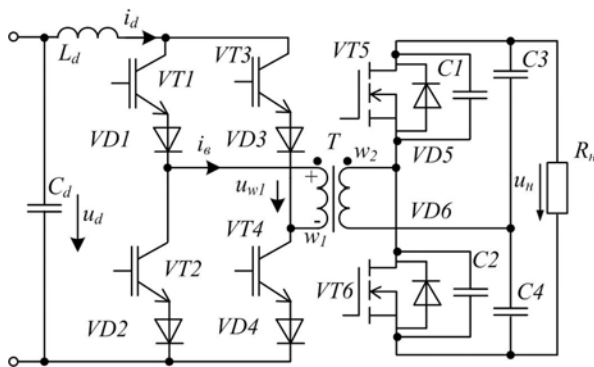 i_d
L_d
VT1
VT3
VT5
C1
C3
VD1
i_в
VD3
T
w_2
VD5
R_н
+
u_w1
C_d
u_d
-
w_1
VD6
u_н
VT2
VT4
VT6
C2
C4
VD2
VD4